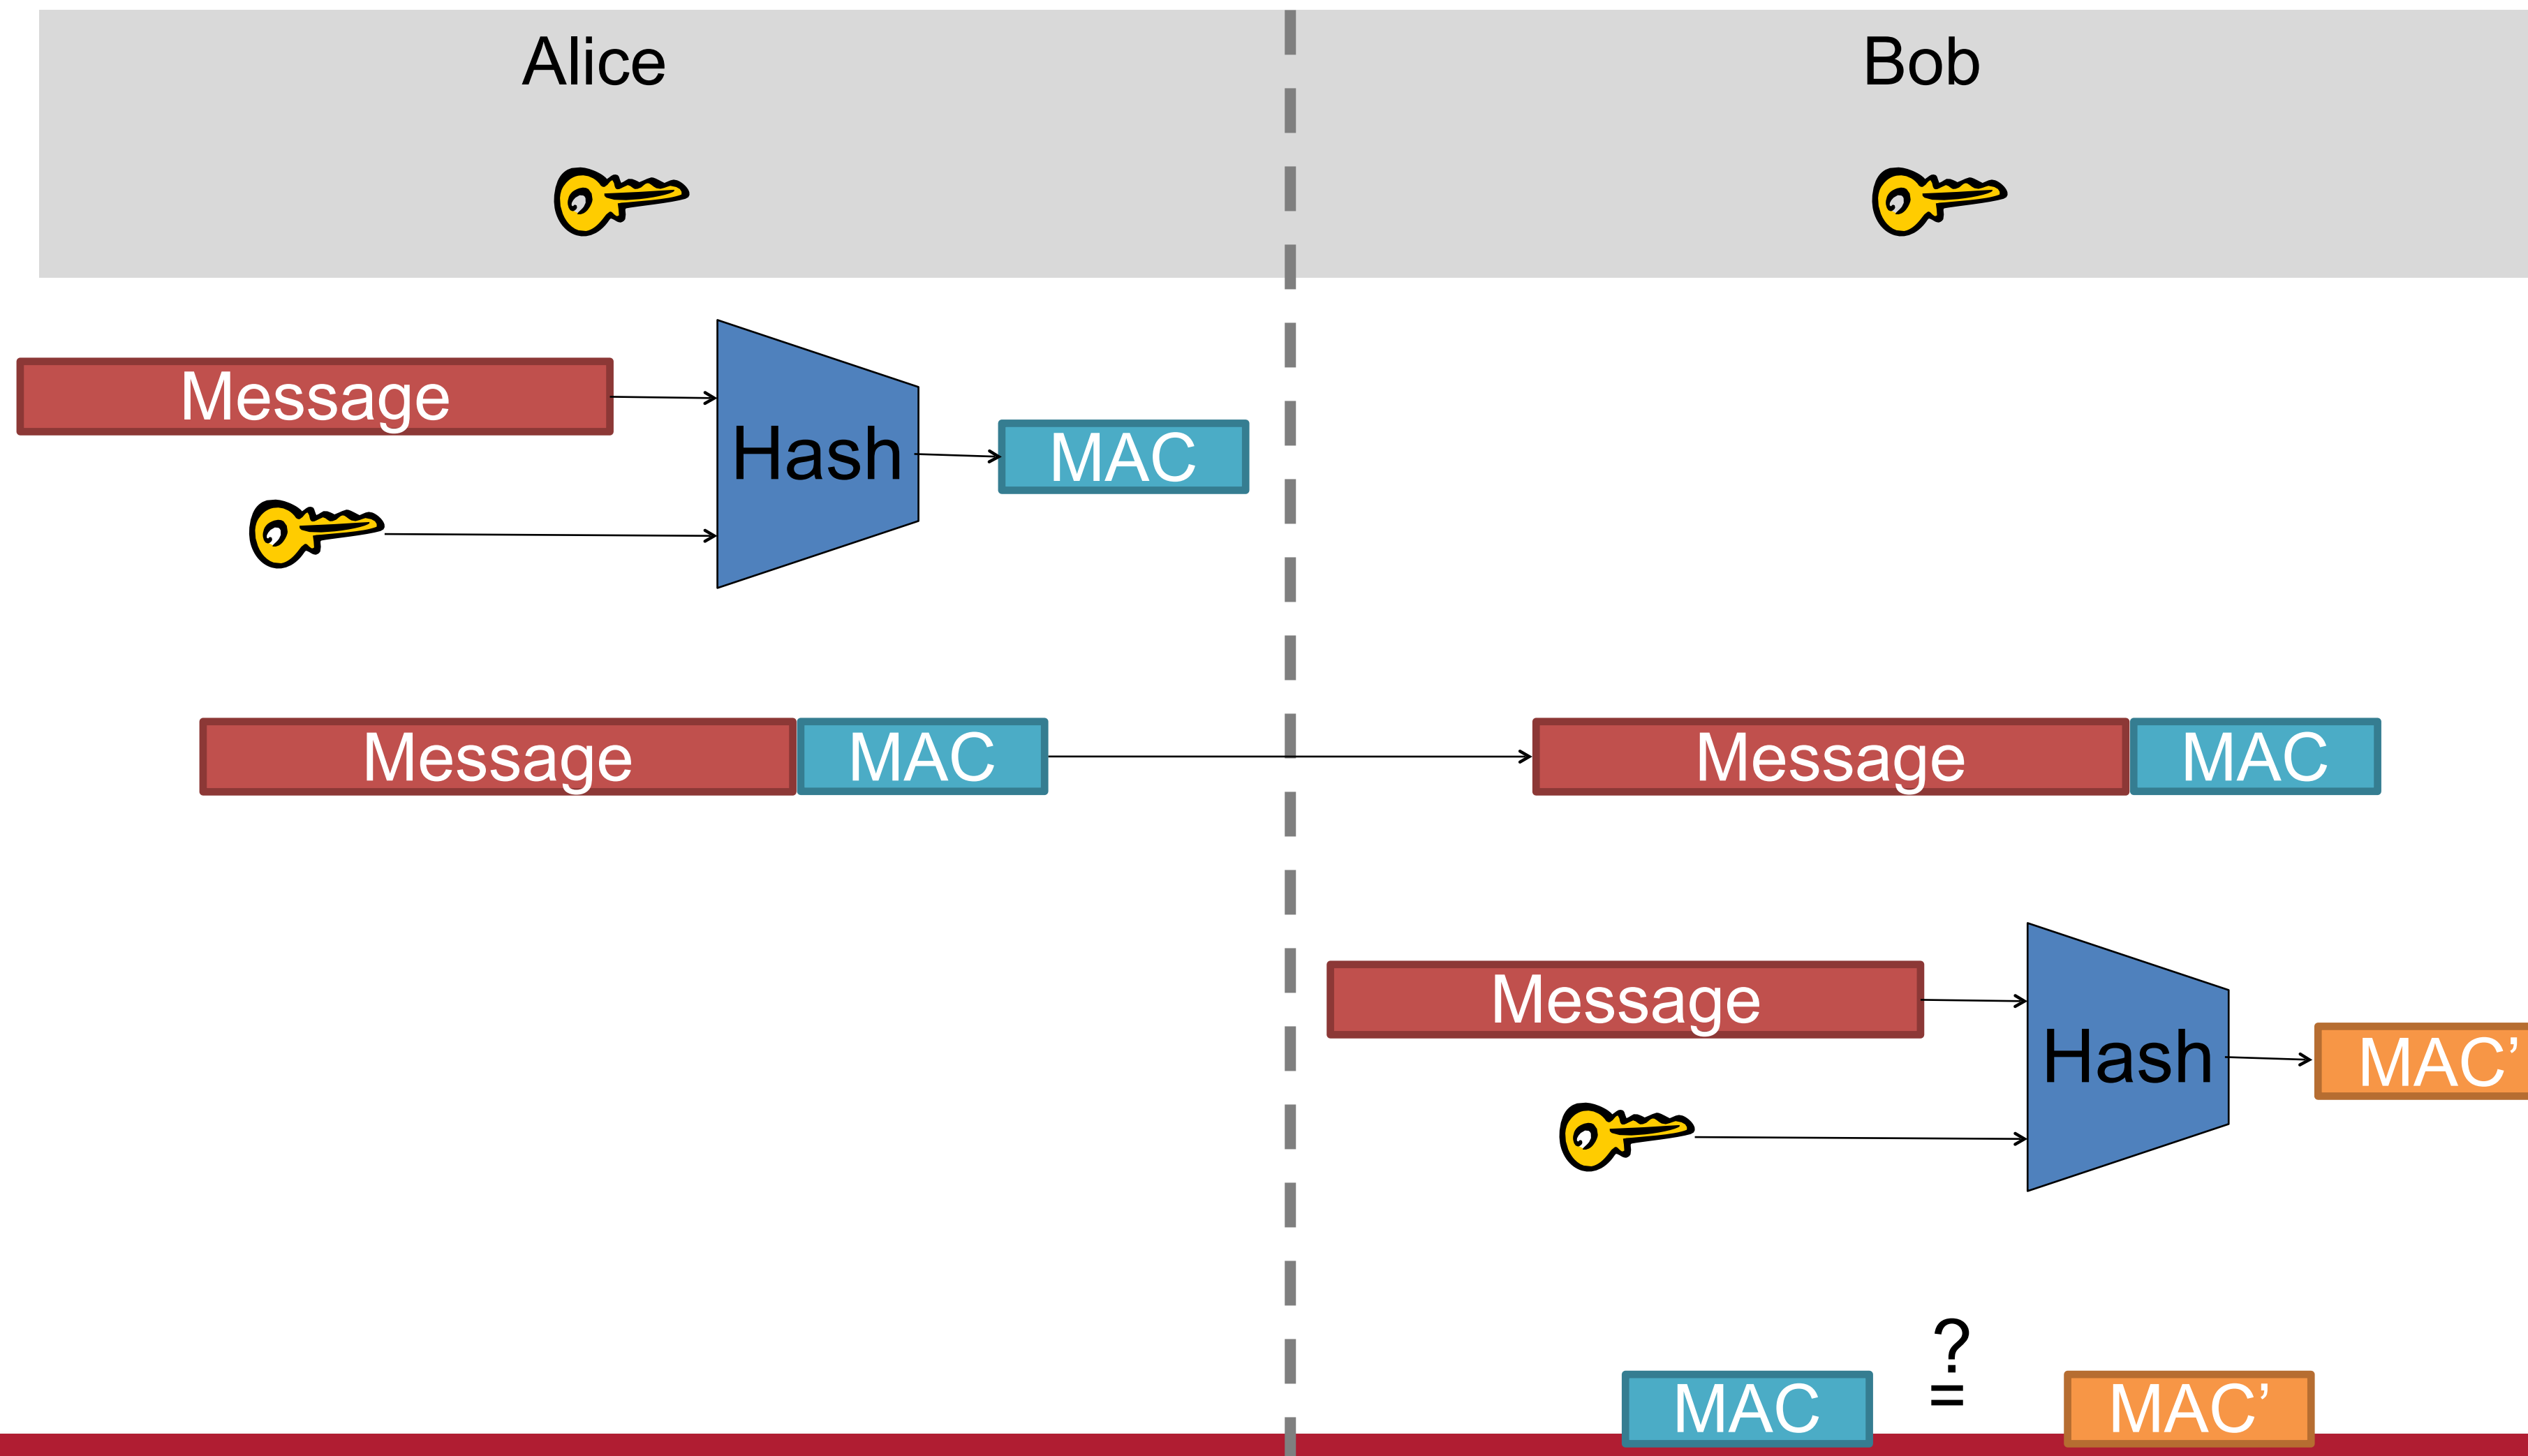 Alice
Bob
Message
Hash
MAC
Message MAC
Message MAC
Message
Hash
MAC’
?
=
MAC
MAC’